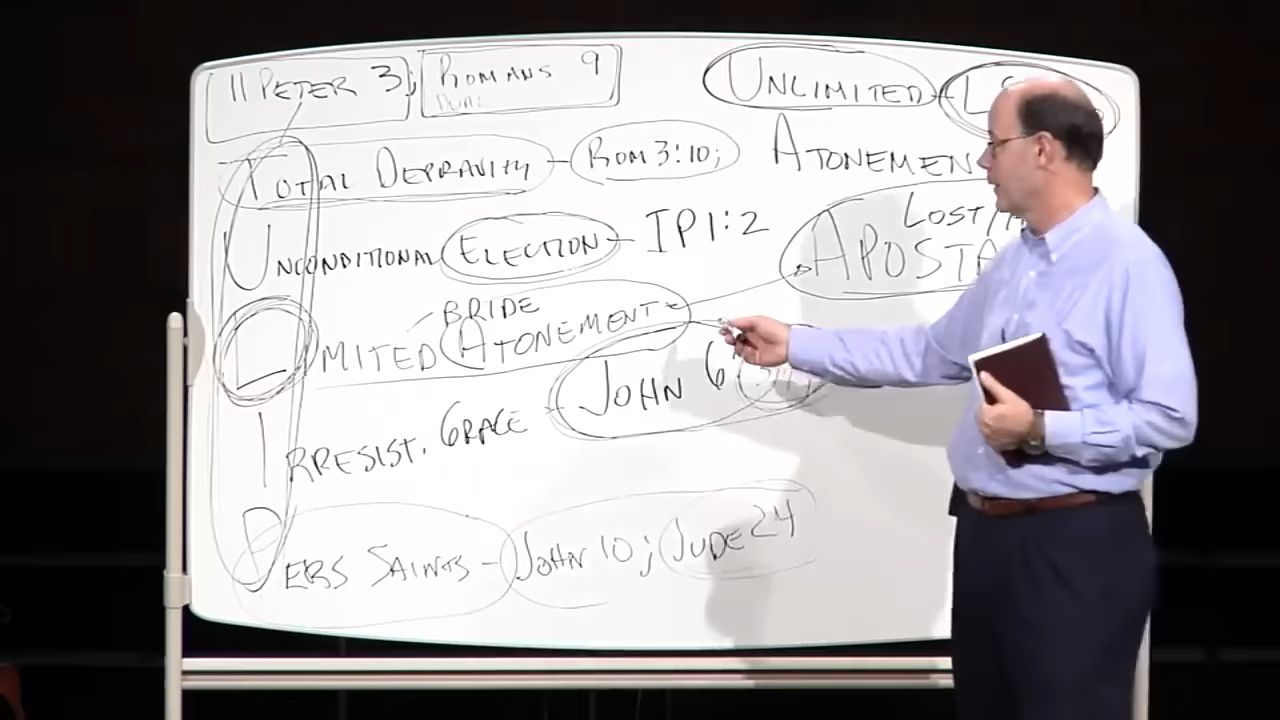 II PETER 3; ROMANS 9
UNLIMITED
TOTAL DEPRAVITY - ROM 3:10;
ATONEMEN
UNCONDITIONAL ELECTION - I P 1:2
LOST/
APOSTA
BRIDE
LIMITED ATONEMENT
JOHN 6
IRRESIST. GRACE
PERS SAINTS - JOHN 10; JUDE 24